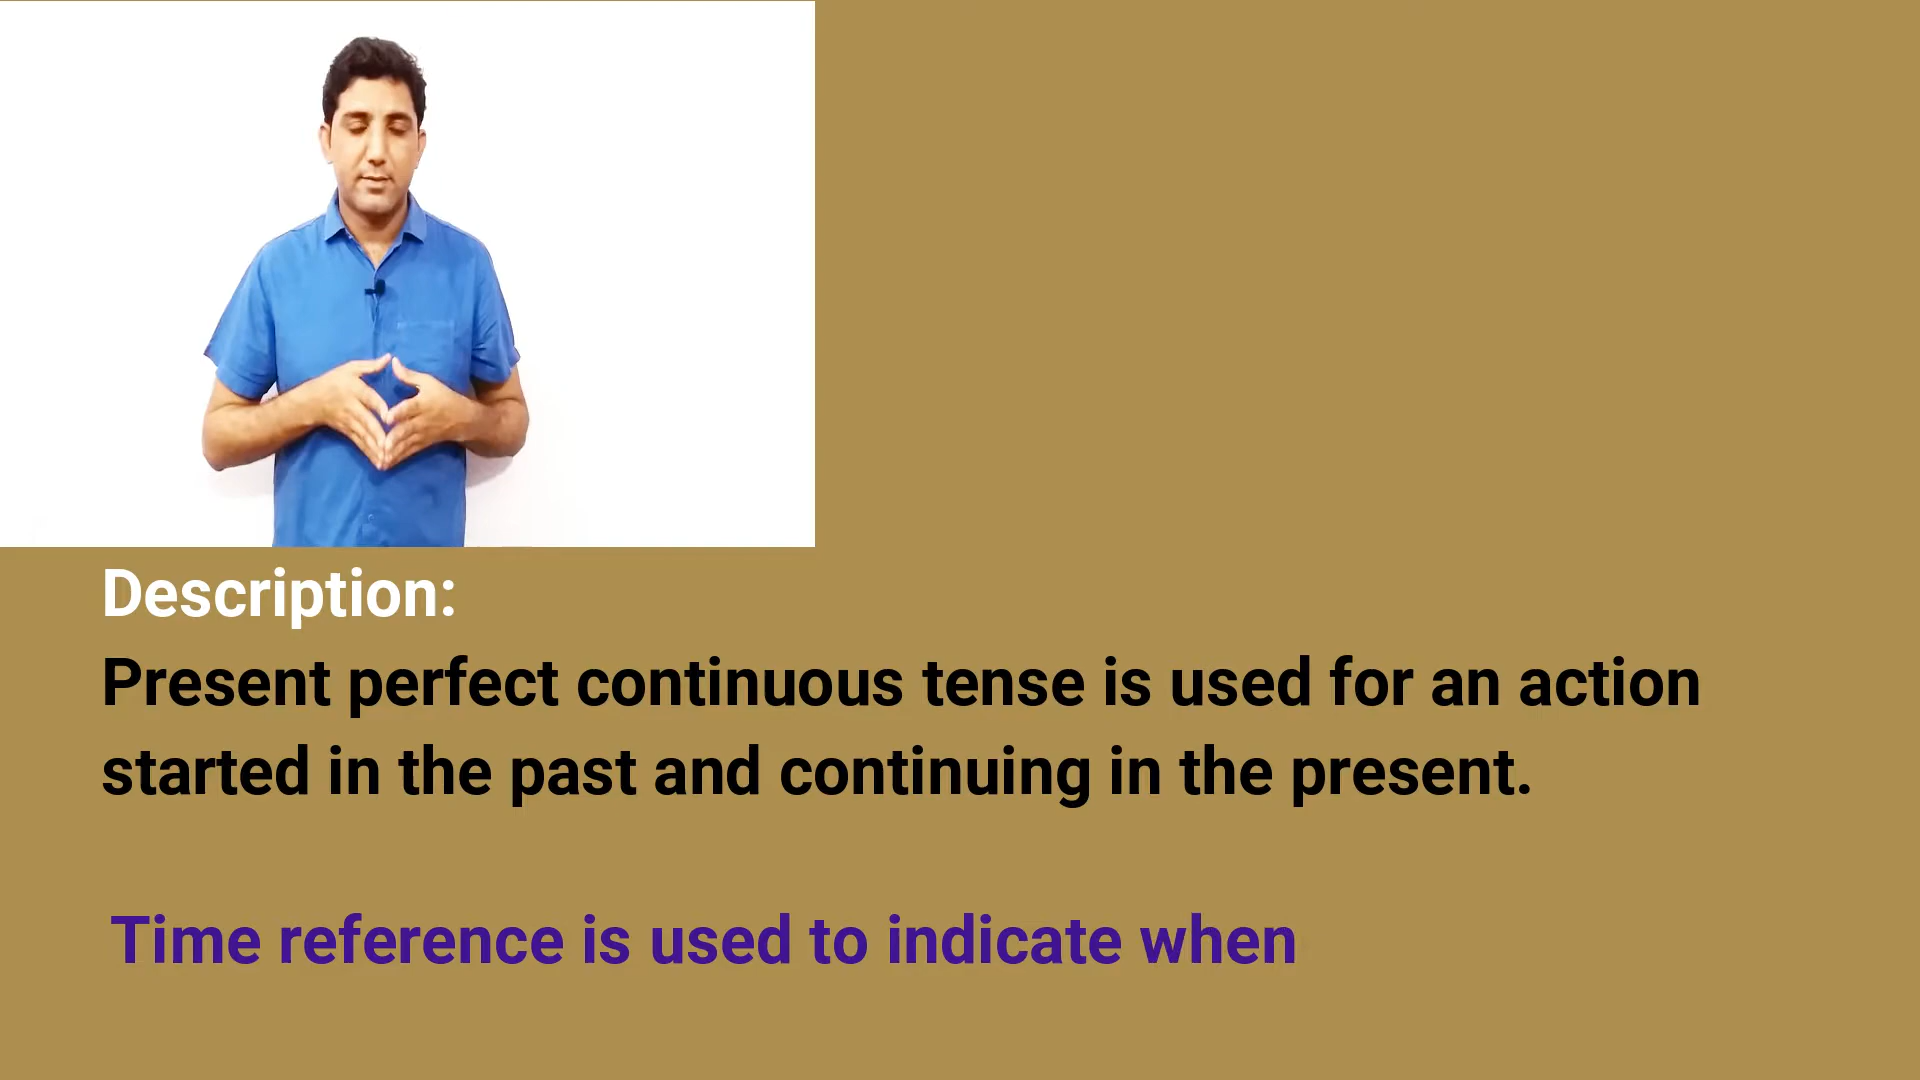 Description:
Present perfect continuous tense is used for an action
started in the past and continuing in the present.
Time reference is used to indicate when